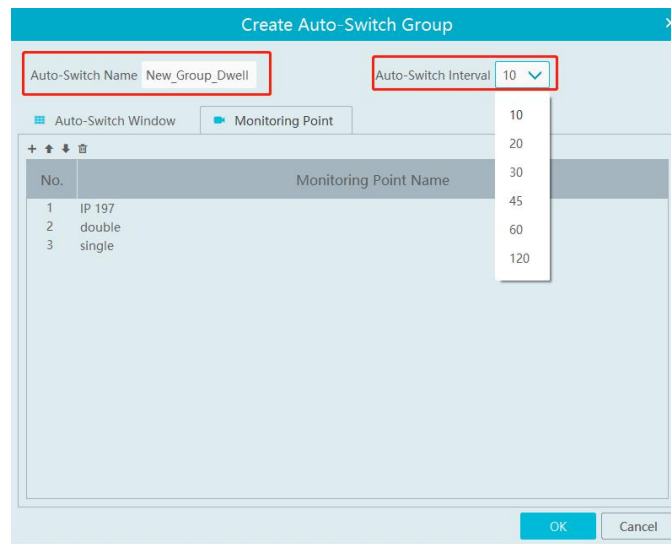 Create Auto-Switch Group
Auto-Switch Name New_Group_Dwell Auto-Switch Interval 10
Auto-Switch Window Monitoring Point
No. Monitoring Point Name
1 IP 197
2 double
3 single
10
20
30
45
60
120
OK Cancel